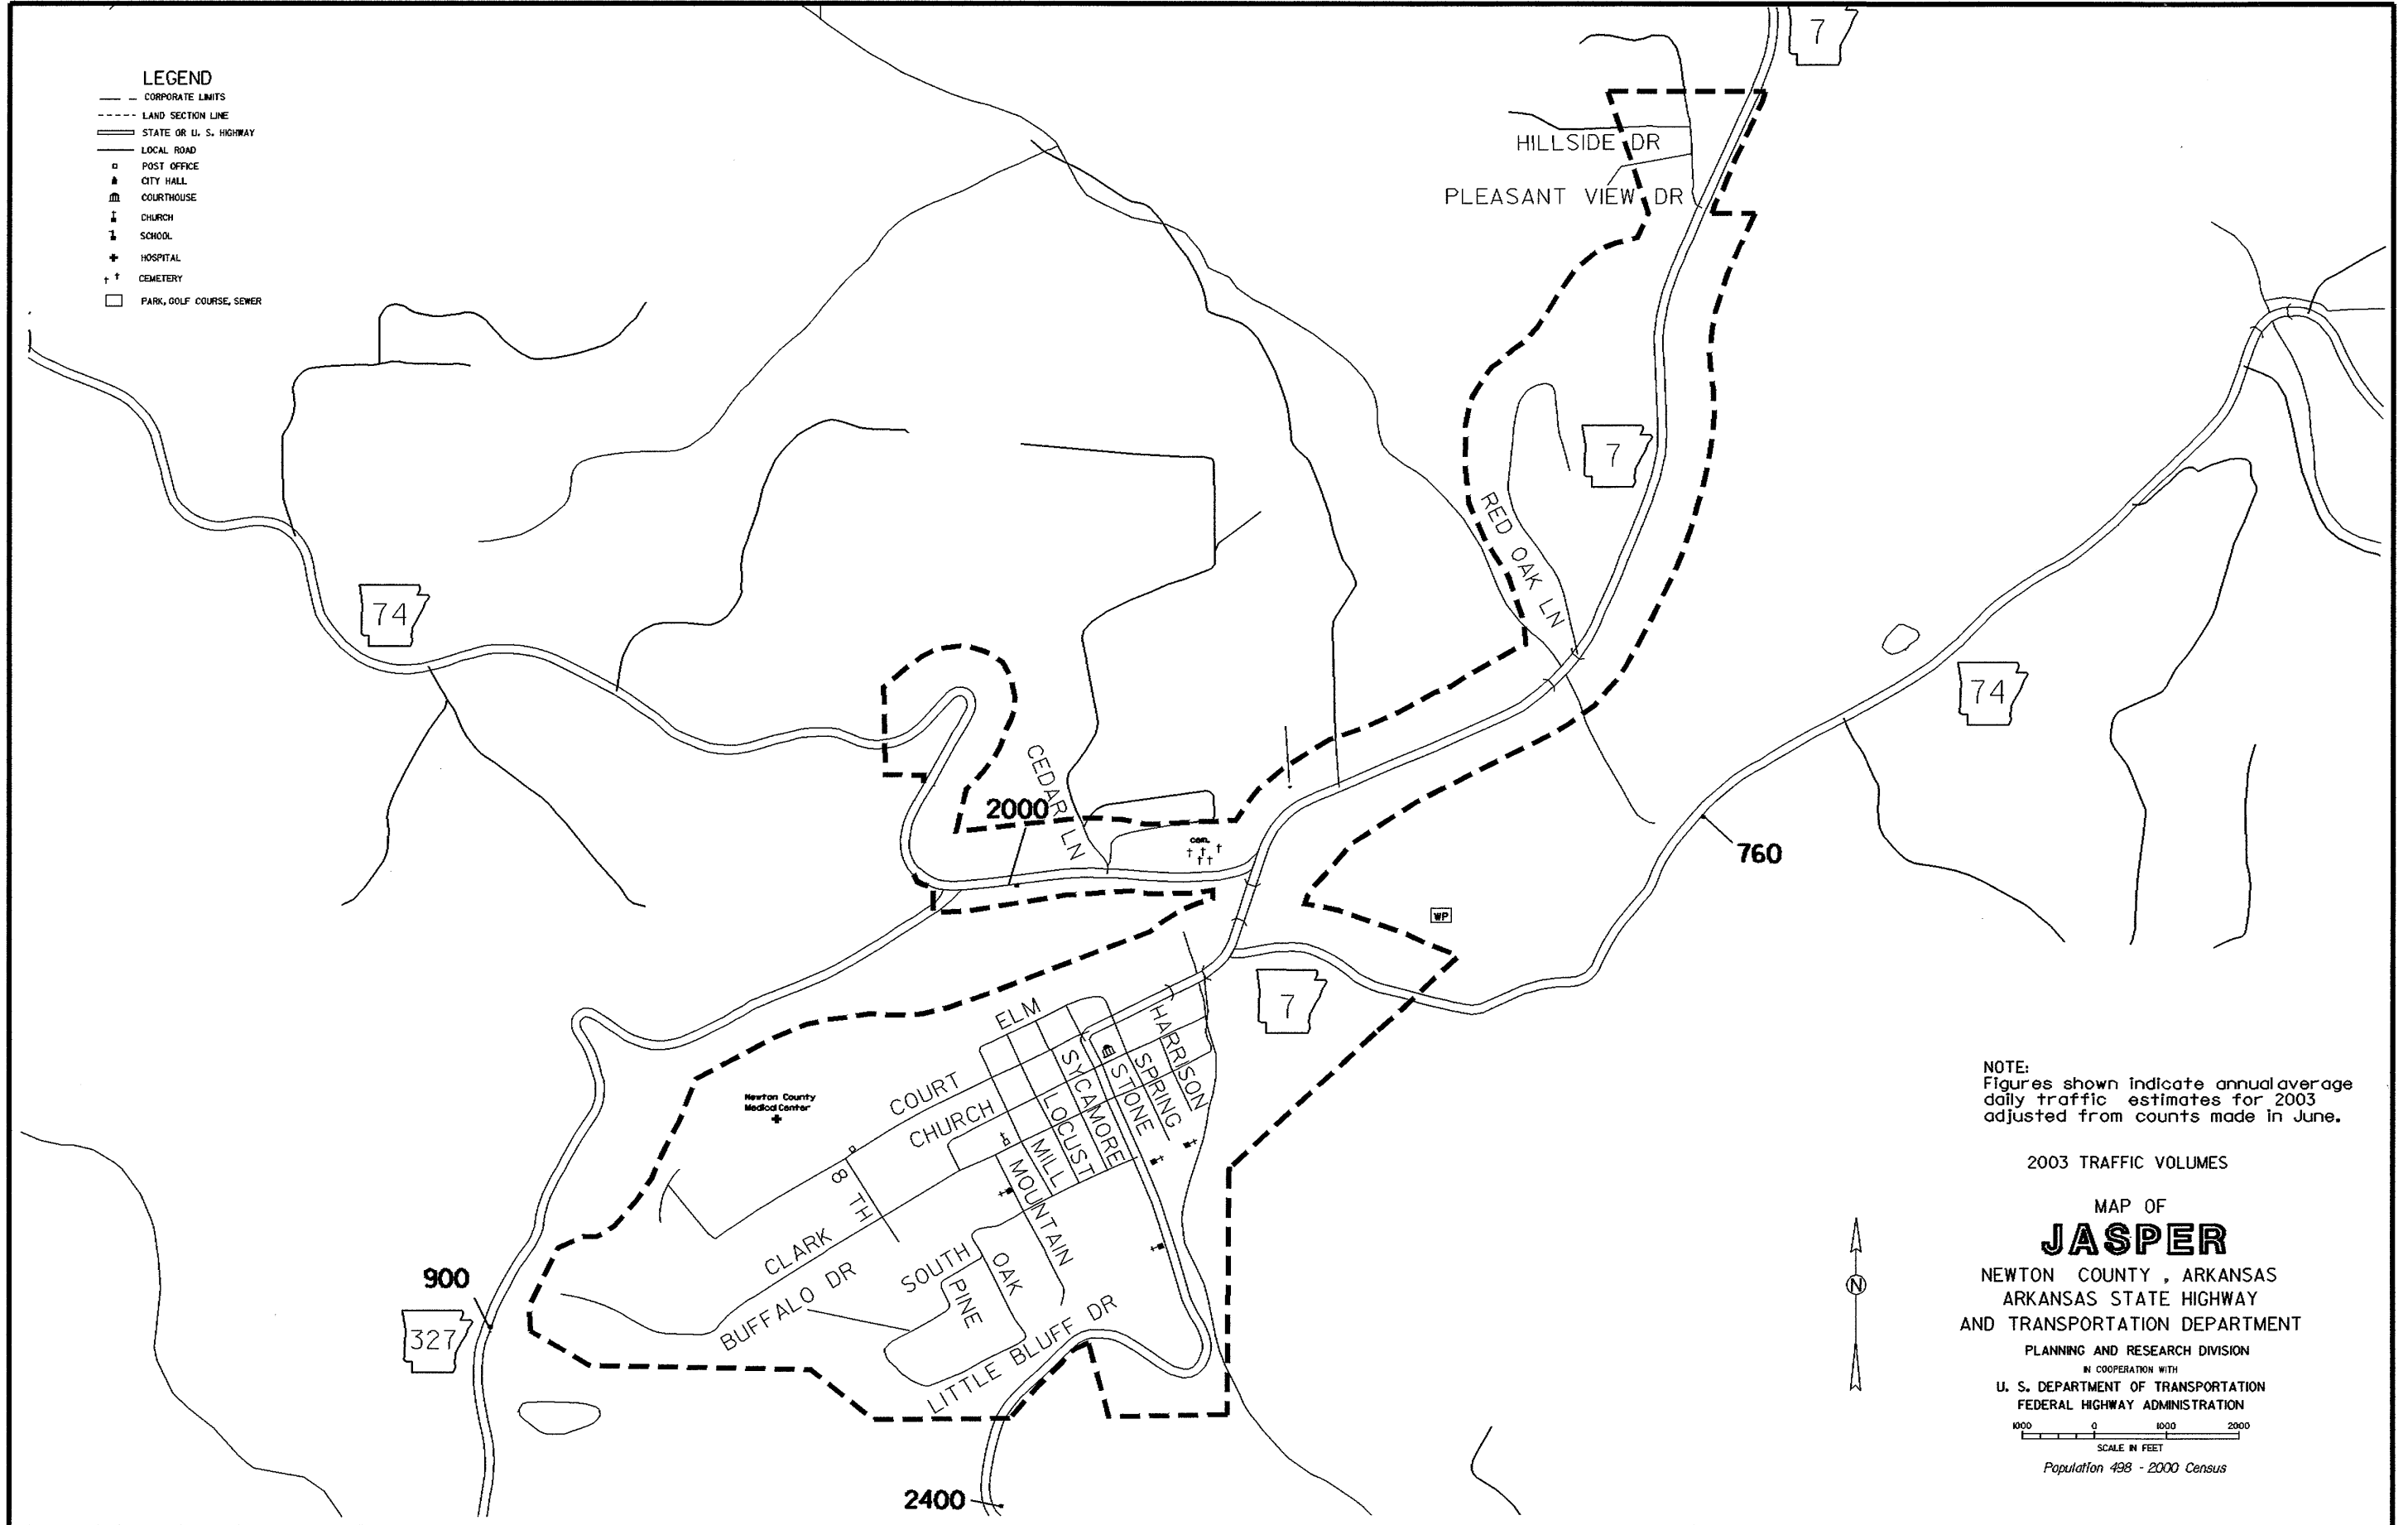 LEGEND
CORPORATE LIMITS
LAND SECTION LINE
STATE OR U. S. HIGHWAY
LOCAL ROAD
POST OFFICE
CITY HALL
COURTHOUSE
CHURCH
SCHOOL
HOSPITAL
CEMETERY
PARK, GOLF COURSE, SEWER
7
HILLSIDE DR
PLEASANT VIEW DR
7
RED OAK LN
74
74
CEDAR LN
2000
CEM.
760
WP
7
ELM
HARRISON
SPRING
STONE
SYCAMORE
LOCUST
MILL
MOUNTAIN
COURT
CHURCH
Newton County
Medical Center
8 TH
CLARK
BUFFALO DR
SOUTH
OAK
PINE
LITTLE BLUFF DR
900
327
2400
NOTE:
Figures shown indicate annual average
daily traffic estimates for 2003
adjusted from counts made in June.
2003 TRAFFIC VOLUMES
MAP OF
JASPER
NEWTON COUNTY , ARKANSAS
ARKANSAS STATE HIGHWAY
AND TRANSPORTATION DEPARTMENT
PLANNING AND RESEARCH DIVISION
IN COOPERATION WITH
U. S. DEPARTMENT OF TRANSPORTATION
FEDERAL HIGHWAY ADMINISTRATION
N
1000 0 1000 2000
SCALE IN FEET
Population 498 - 2000 Census